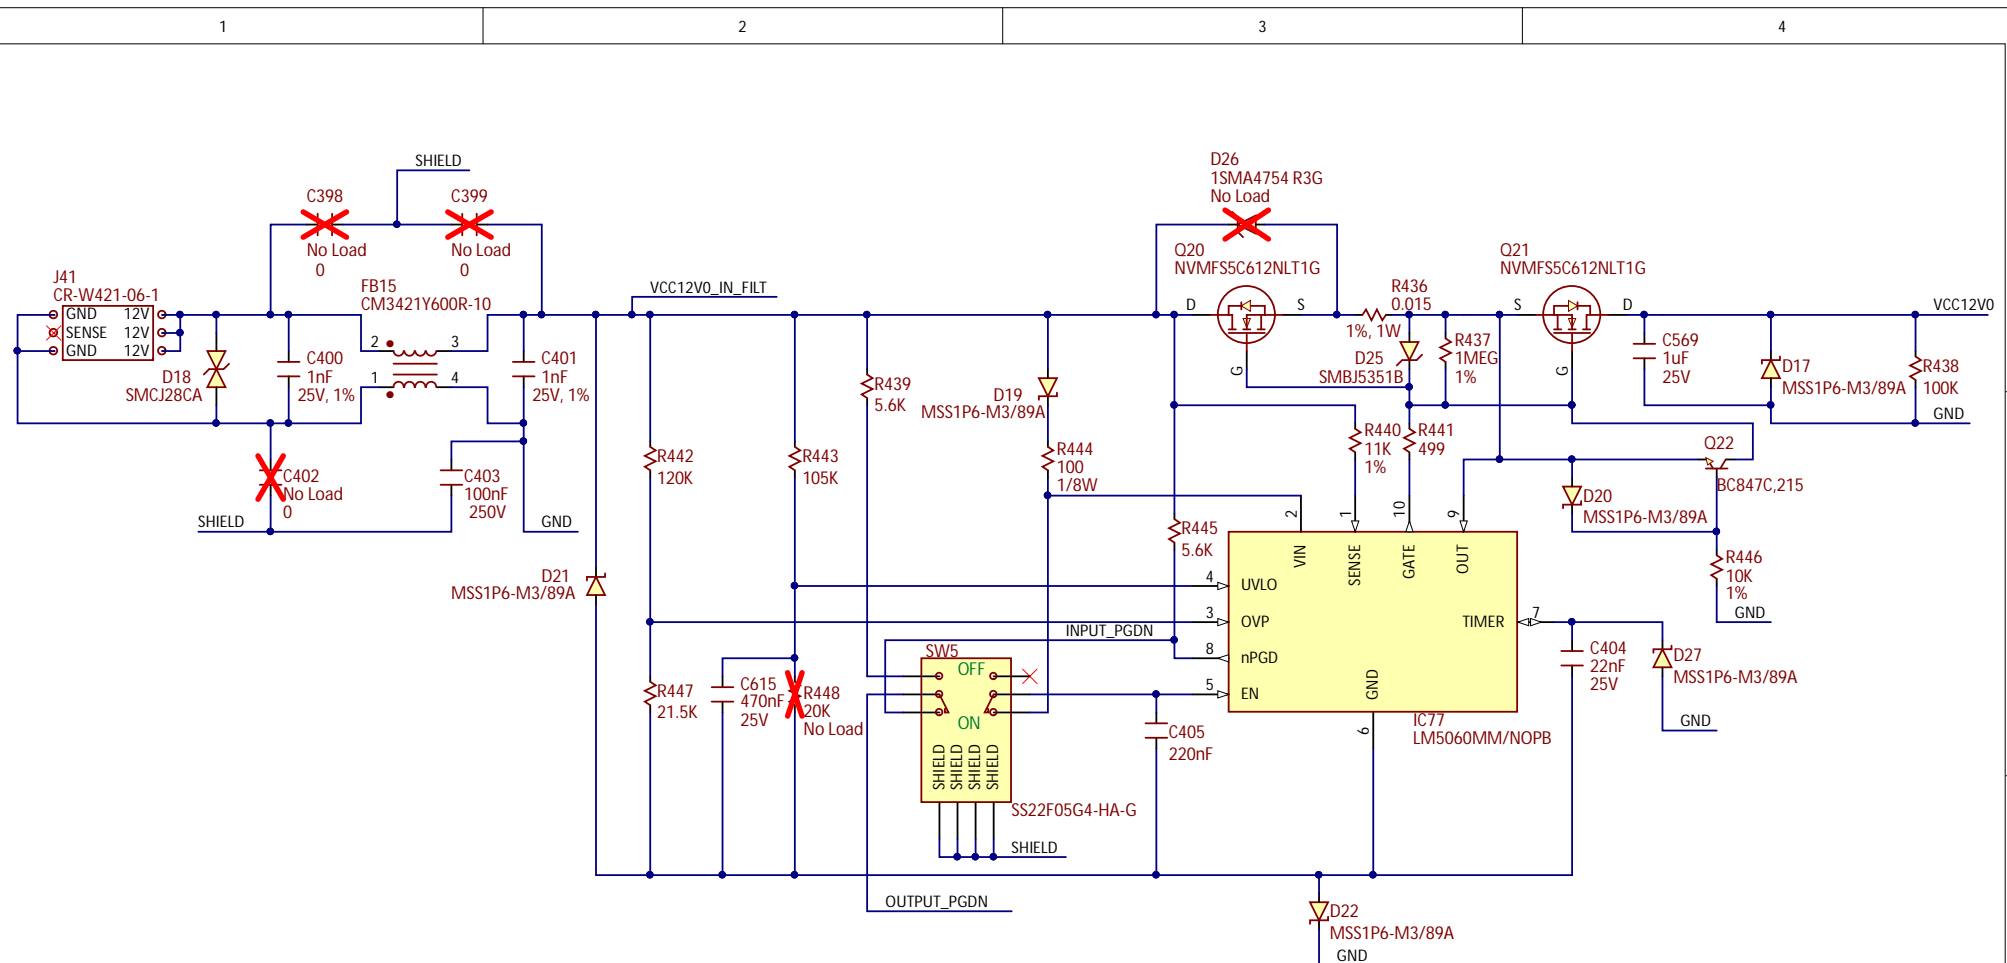 1
2
3
4
SHIELD
C398
No Load
0
C399
No Load
0
J41
CR-W421-06-1
GND
SENSE
GND
12V
12V
12V
D18
SMCJ28CA
C400
1nF
25V, 1%
FB15
CM3421Y600R-10
2
3
1
4
C401
1nF
25V, 1%
C402
No Load
0
C403
100nF
250V
SHIELD
GND
VCC12V0_IN_FILT
D21
MSS1P6-M3/89A
R442
120K
R443
105K
R439
5.6K
D19
MSS1P6-M3/89A
R444
100
1/8W
D26
1SMA4754 R3G
No Load
Q20
NVMFS5C612NLT1G
D
S
G
R436
0.015
1%, 1W
D25
SMBJ5351B
R437
1MEG
1%
Q21
NVMFS5C612NLT1G
S
D
G
VCC12V0
C569
1uF
25V
D17
MSS1P6-M3/89A
R438
100K
GND
R440
11K
1%
R441
499
Q22
BC847C,215
D20
MSS1P6-M3/89A
R446
10K
1%
GND
R445
5.6K
2
1
10
9
VIN
SENSE
GATE
OUT
4
UVLO
3
OVP
8
nPGD
5
EN
TIMER
7
GND
6
IC77
LM5060MM/NOPB
C404
22nF
25V
D27
MSS1P6-M3/89A
GND
INPUT_PGDN
SW5
OFF
ON
SHIELD
SHIELD
SHIELD
SHIELD
SS22F05G4-HA-G
SHIELD
C405
220nF
R447
21.5K
C615
470nF
25V
R448
20K
No Load
OUTPUT_PGDN
D22
MSS1P6-M3/89A
GND